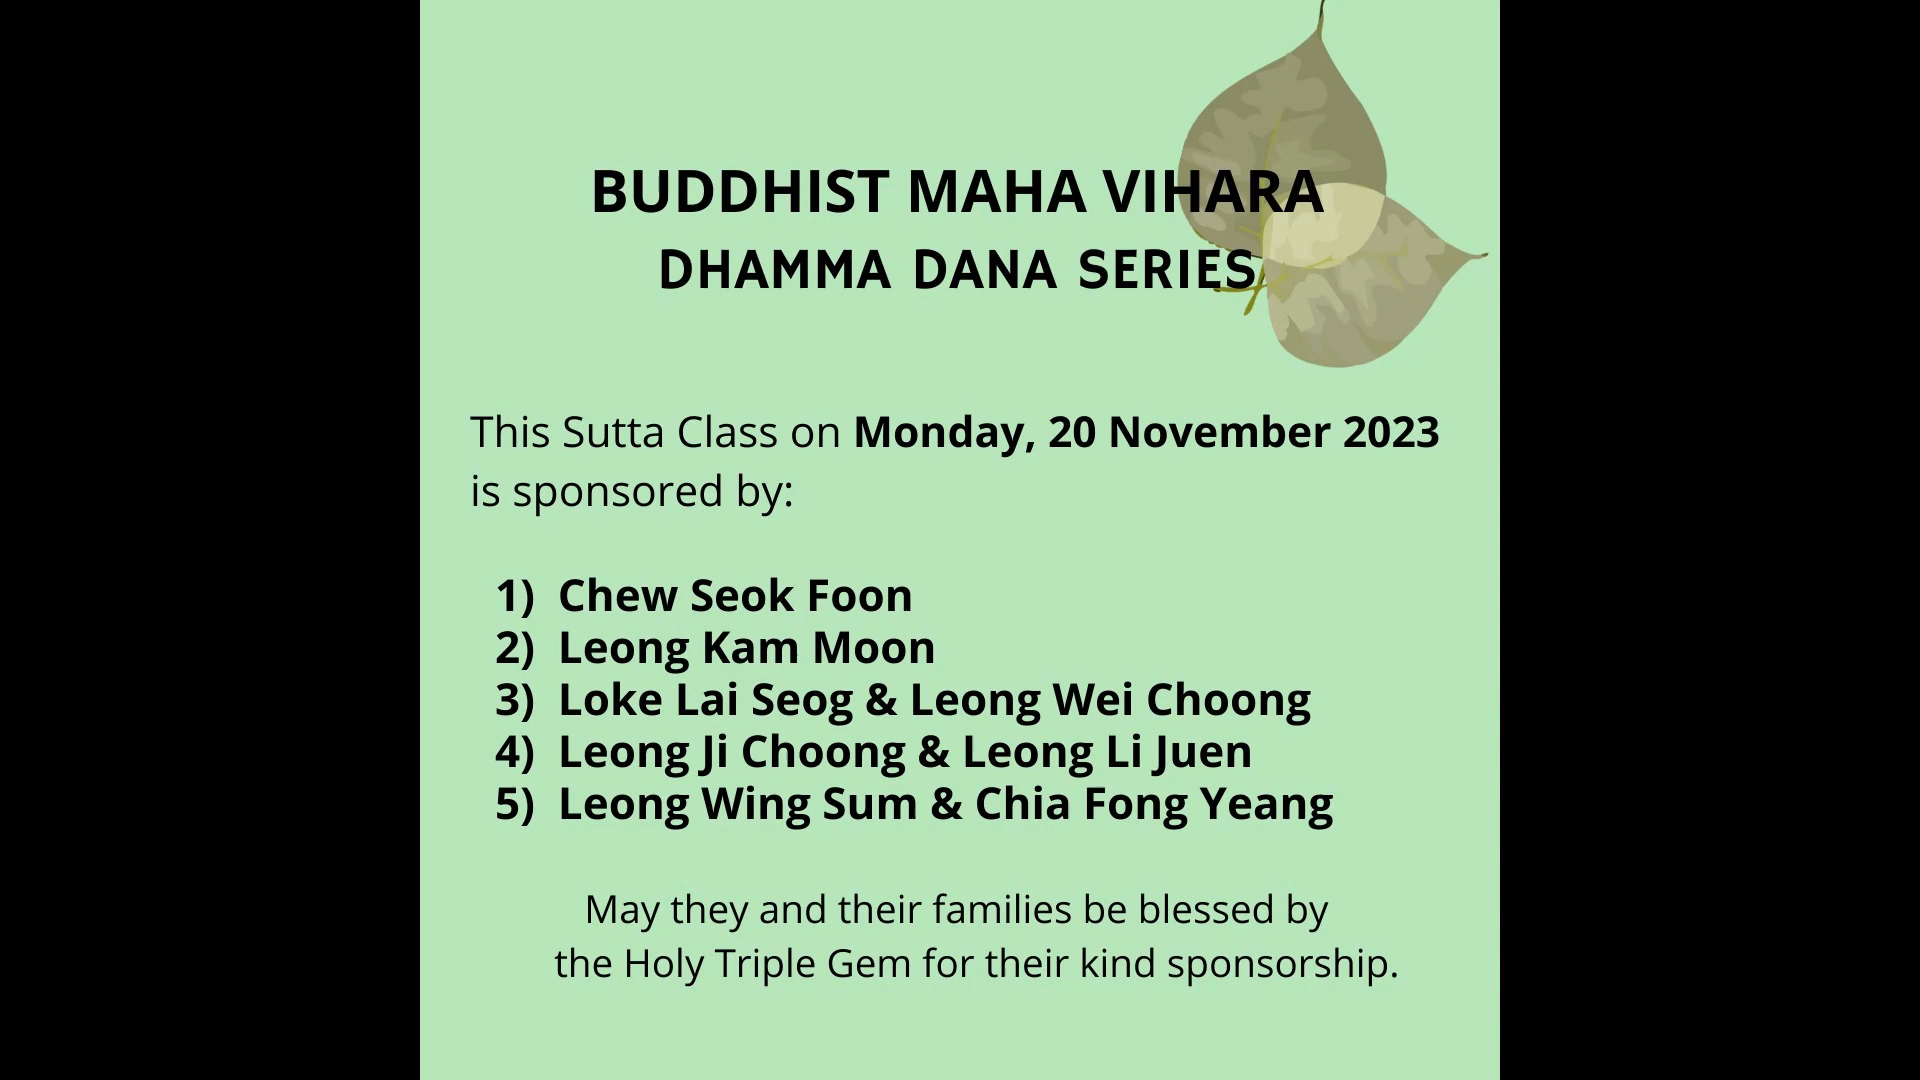 BUDDHIST MAHA VIHARA
DHAMMA DANA SERIES
This Sutta Class on Monday, 20 November 2023
is sponsored by:
1) Chew Seok Foon
2) Leong Kam Moon
3) Loke Lai Seog & Leong Wei Choong
4) Leong Ji Choong & Leong Li Juen
5) Leong Wing Sum & Chia Fong Yeang
May they and their families be blessed by
the Holy Triple Gem for their kind sponsorship.